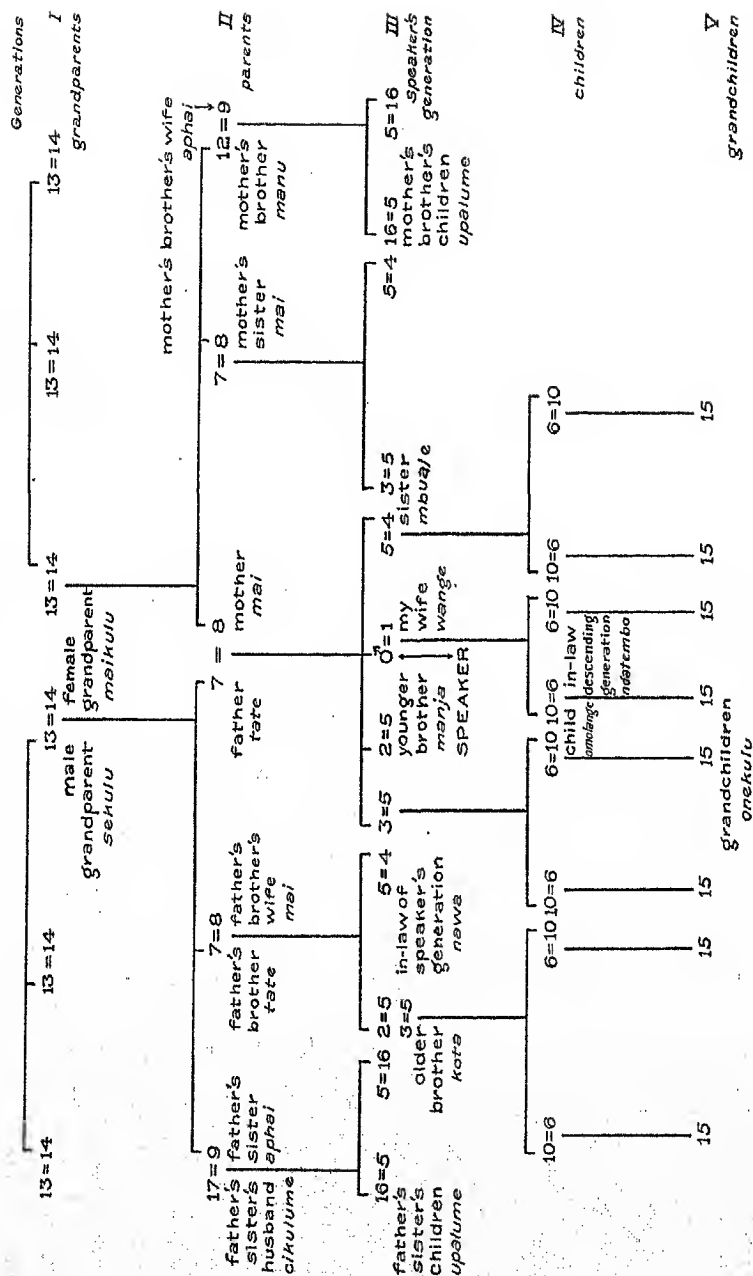 Generations
I
grandparents
13=14
13=14
13=14
male
grandparent
sekulu
female
grandparent
maikulu
13=14
13=14
13=14
II
parents
17=9
father's
sister's
husband
cikulume
father's
sister
aphai
7=8
father's
brother
tate
father's
brother's
wife
mai
7
father
tate
= 8
mother
mai
7=8
mother's
sister
mai
mother's brother's wife
aphai
12=9
mother's
brother
manu
III
speaker's
generation
16=5
father's
sister's
children
upalume
5=16
2=5
3=5
older
brother
kota
5=4
in-law of
speaker's
generation
nawa
3=5
2=5
younger
brother
manja
0=1
SPEAKER
my
wife
wange
5=4
sister
mbuale
3=5
5=4
16=5
mother's
brother's
children
upalume
5=16
IV
children
10=6
6=10
10=6
6=10
10=6
child
omolange
6=10
in-law
descending
generation
ndatembo
10=6
6=10
V
grandchildren
15
15
15
15
15
15
15
15
grandchildren
onekulu